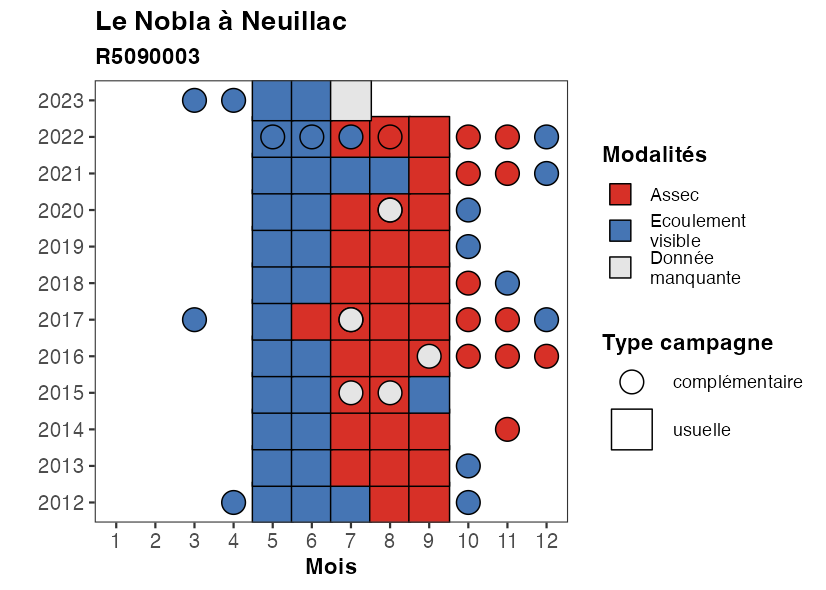 Le Nobla à Neuillac
R5090003
2023
2022
2021
2020
2019
2018
2017
2016
2015
2014
2013
2012
1 2 3 4 5 6 7 8 9 10 11 12
Mois
Modalités
Assec
Ecoulement
visible
Donnée
manquante
Type campagne
complémentaire
usuelle